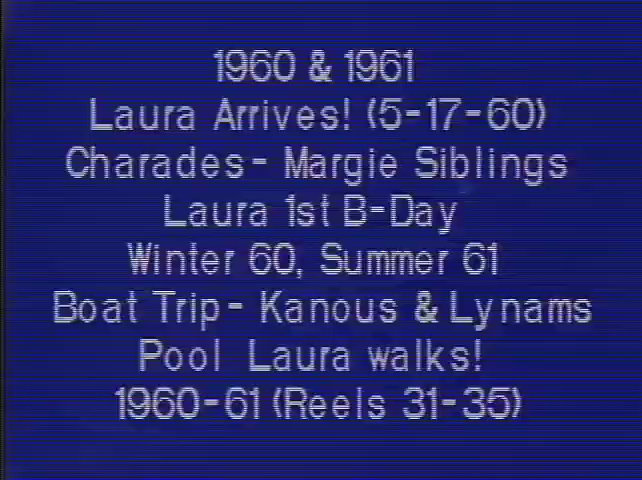 1960 & 1961
Laura Arrives! (5-17-60)
Charades- Margie Siblings
Laura 1st B-Day
Winter 60, Summer 61
Boat Trip- Kanous & Lynams
Pool Laura walks!
1960-61 (Reels 31-35)